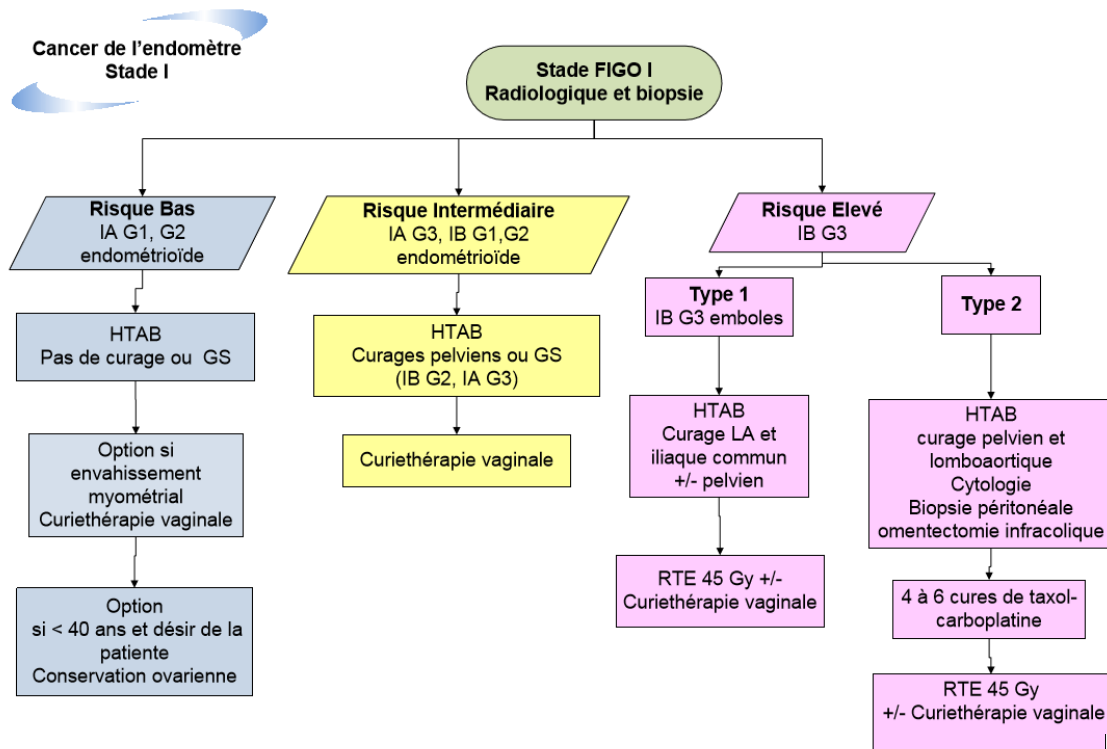 Cancer de l'endomètre
Stade I
Stade FIGO I
Radiologique et biopsie
Risque Bas
IA G1, G2
endométrioïde
HTAB
Pas de curage ou GS
Option si
envahissement
myométrial
Curiethérapie vaginale
Option
si < 40 ans et désir de la
patiente
Conservation ovarienne
Risque Intermédiaire
IA G3, IB G1,G2
endométrioïde
HTAB
Curages pelviens ou GS
(IB G2, IA G3)
Curiethérapie vaginale
Risque Elevé
IB G3
Type 1
IB G3 emboles
HTAB
Curage LA et
iliaque commun
+/- pelvien
RTE 45 Gy +/-
Curiethérapie vaginale
Type 2
HTAB
curage pelvien et
lomboaortique
Cytologie
Biopsie péritonéale
omentectomie infracolique
4 à 6 cures de taxol-
carboplatine
RTE 45 Gy
+/- Curiethérapie vaginale